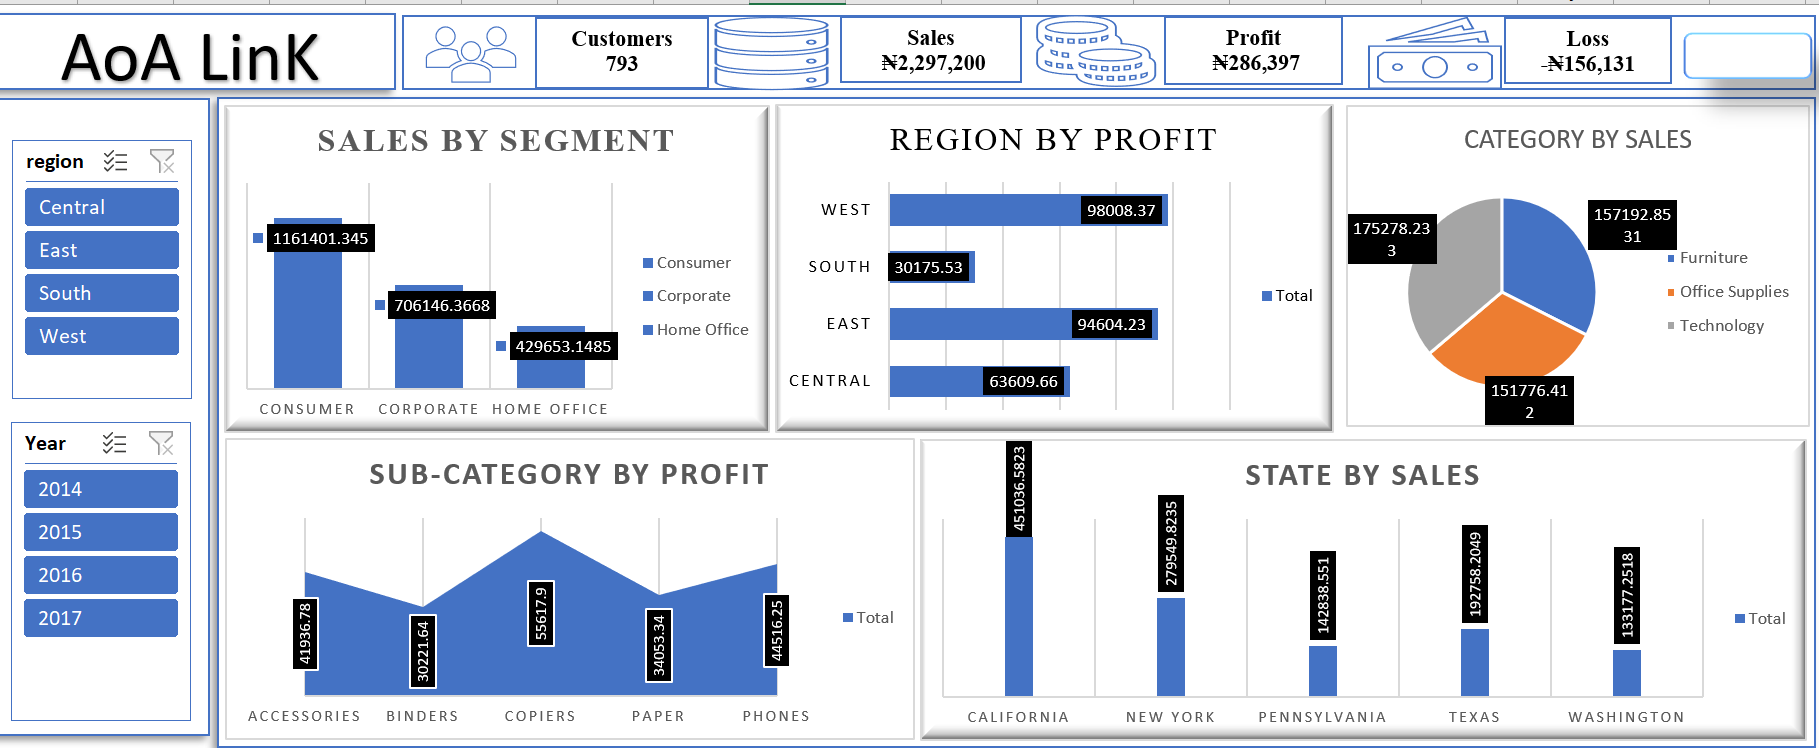 AoA LinK
Customers
793
Sales
₦2,297,200
Profit
₦286,397
Loss
-₦156,131
region
Central
East
South
West
Year
2014
2015
2016
2017
SALES BY SEGMENT
1161401.345
706146.3668
429653.1485
CONSUMER
CORPORATE
HOME OFFICE
Consumer
Corporate
Home Office
REGION BY PROFIT
WEST
98008.37
SOUTH
30175.53
EAST
94604.23
CENTRAL
63609.66
Total
CATEGORY BY SALES
175278.23
3
157192.85
31
151776.41
2
Furniture
Office Supplies
Technology
SUB-CATEGORY BY PROFIT
41936.78
30221.64
55617.9
34053.34
44516.25
ACCESSORIES
BINDERS
COPIERS
PAPER
PHONES
Total
STATE BY SALES
451036.5823
279549.8235
142838.551
192758.2049
133177.2518
CALIFORNIA
NEW YORK
PENNSYLVANIA
TEXAS
WASHINGTON
Total